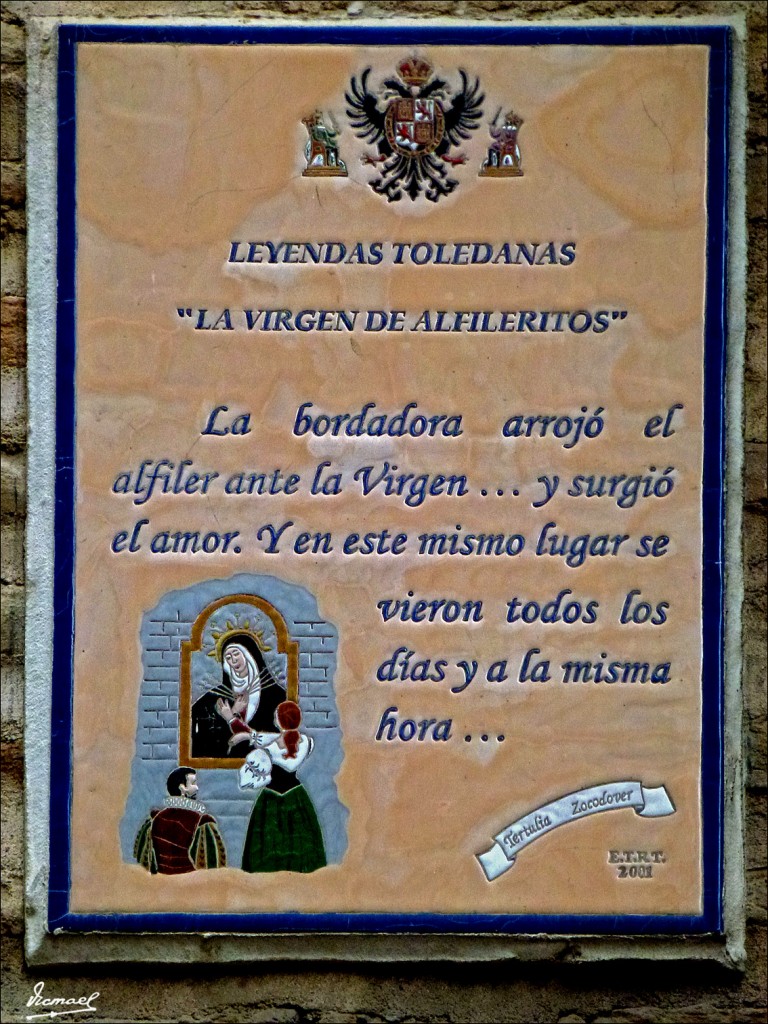 LEYENDAS TOLEDANAS
"LA VIRGEN DE ALFILERITOS"
La bordadora arrojó el
alfiler ante la Virgen ... y surgió
el amor. Y en este mismo lugar se
vieron todos los
días y a la misma
hora ...
Tertulia Zocodover
E.T.R.T.
2001
Vicmael